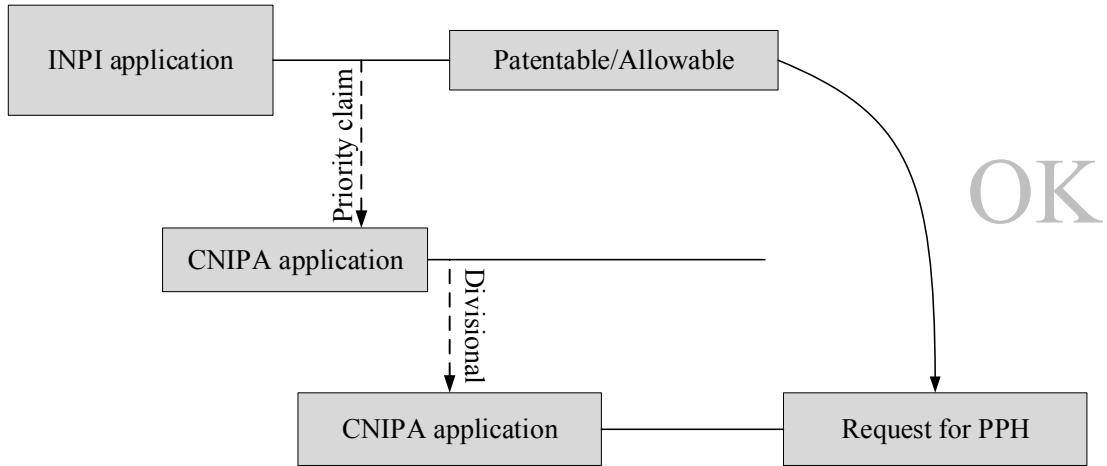 INPI application
Patentable/Allowable
Priority claim
OK
CNIPA application
Divisional
CNIPA application
Request for PPH